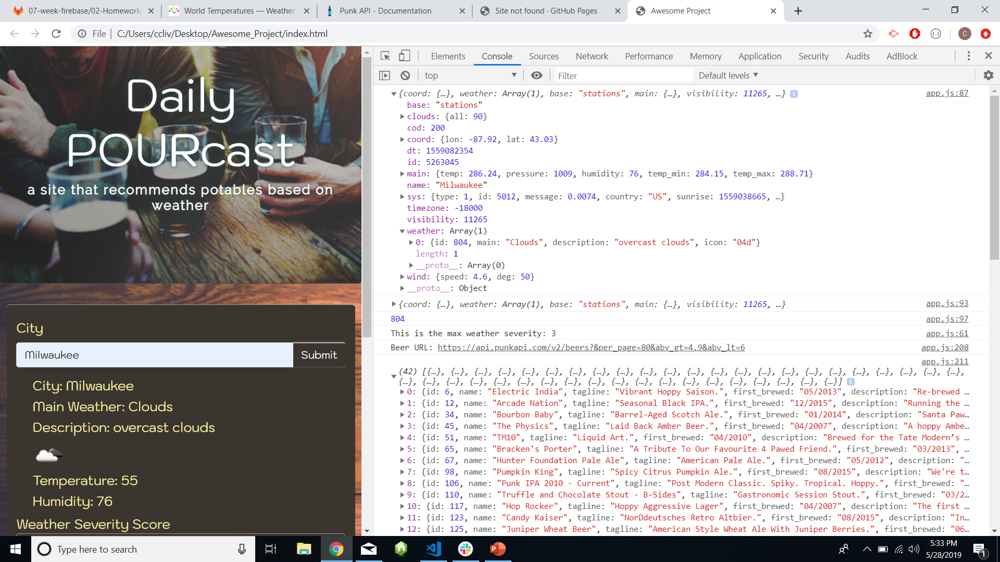 07-week-firebase/02-Homework/
World Temperatures — Weather
Punk API - Documentation
Site not found · GitHub Pages
Awesome Project
File
C:/Users/ccliv/Desktop/Awesome_Project/index.html
C
Daily
POURcast
a site that recommends potables based on
weather
City
Milwaukee
Submit
City: Milwaukee
Main Weather: Clouds
Description: overcast clouds
Temperature: 55
Humidity: 76
Weather Severity Score
Elements Console Sources Network Performance Memory Application Security Audits AdBlock
top
Filter
Default levels
{coord: {…}, weather: Array(1), base: "stations", main: {…}, visibility: 11265, …} app.js:87
base: "stations"
clouds: {all: 90}
cod: 200
coord: {lon: -87.92, lat: 43.03}
dt: 1559082354
id: 5263045
main: {temp: 286.24, pressure: 1009, humidity: 76, temp_min: 284.15, temp_max: 288.71}
name: "Milwaukee"
sys: {type: 1, id: 5012, message: 0.0074, country: "US", sunrise: 1559038665, …}
timezone: -18000
visibility: 11265
weather: Array(1)
0: {id: 804, main: "Clouds", description: "overcast clouds", icon: "04d"}
length: 1
__proto__: Array(0)
wind: {speed: 4.6, deg: 50}
__proto__: Object
{coord: {…}, weather: Array(1), base: "stations", main: {…}, visibility: 11265, …} app.js:93
804 app.js:97
This is the max weather severity: 3 app.js:61
Beer URL: https://api.punkapi.com/v2/beers?&per_page=80&abv_gt=4.9&abv_lt=6 app.js:208
app.js:211
(42) [{…}, {…}, {…}, {…}, {…}, {…}, {…}, {…}, {…}, {…}, {…}, {…}, {…}, {…}, {…}, {…}, {…}, {…}, {…}, {…}, {…}, {…}, {…},
{…}, {…}, {…}, {…}, {…}, {…}, {…}, {…}, {…}, {…}, {…}, {…}, {…}, {…}, {…}, {…}, {…}, {…}, {…}]
0: {id: 6, name: "Electric India", tagline: "Vibrant Hoppy Saison.", first_brewed: "05/2013", description: "Re-brewed …
1: {id: 12, name: "Arcade Nation", tagline: "Seasonal Black IPA.", first_brewed: "12/2015", description: "Running the …
2: {id: 34, name: "Bourbon Baby", tagline: "Barrel-Aged Scotch Ale.", first_brewed: "01/2014", description: "Santa Paw…
3: {id: 45, name: "The Physics", tagline: "Laid Back Amber Beer.", first_brewed: "04/2007", description: "A hoppy Ambe…
4: {id: 51, name: "TM10", tagline: "Liquid Art.", first_brewed: "04/2010", description: "Brewed for the Tate Modern’s …
5: {id: 65, name: "Bracken's Porter", tagline: "A Tribute To Our Favourite 4 Pawed Friend.", first_brewed: "03/2013", …
6: {id: 67, name: "Hunter Foundation Pale Ale", tagline: "American Pale Ale.", first_brewed: "05/2012", description: "…
7: {id: 98, name: "Pumpkin King", tagline: "Spicy Citrus Pumpkin Ale.", first_brewed: "08/2015", description: "We're t…
8: {id: 106, name: "Punk IPA 2010 - Current", tagline: "Post Modern Classic. Spiky. Tropical. Hoppy.", first_brewed: "…
9: {id: 110, name: "Truffle and Chocolate Stout - B-Sides", tagline: "Gastronomic Session Stout.", first_brewed: "03/2…
10: {id: 117, name: "Hop Rocker", tagline: "Hoppy Aggressive Lager", first_brewed: "04/2007", description: "The first …
11: {id: 123, name: "Candy Kaiser", tagline: "NorDdeutsches Retro Altbier.", first_brewed: "08/2015", description: "In…
12: {id: 125, name: "Juniper Wheat Beer", tagline: "American Style Wheat Ale With Juniper Berries.", first_brewed: "06…
Type here to search
5:33 PM
5/28/2019
1